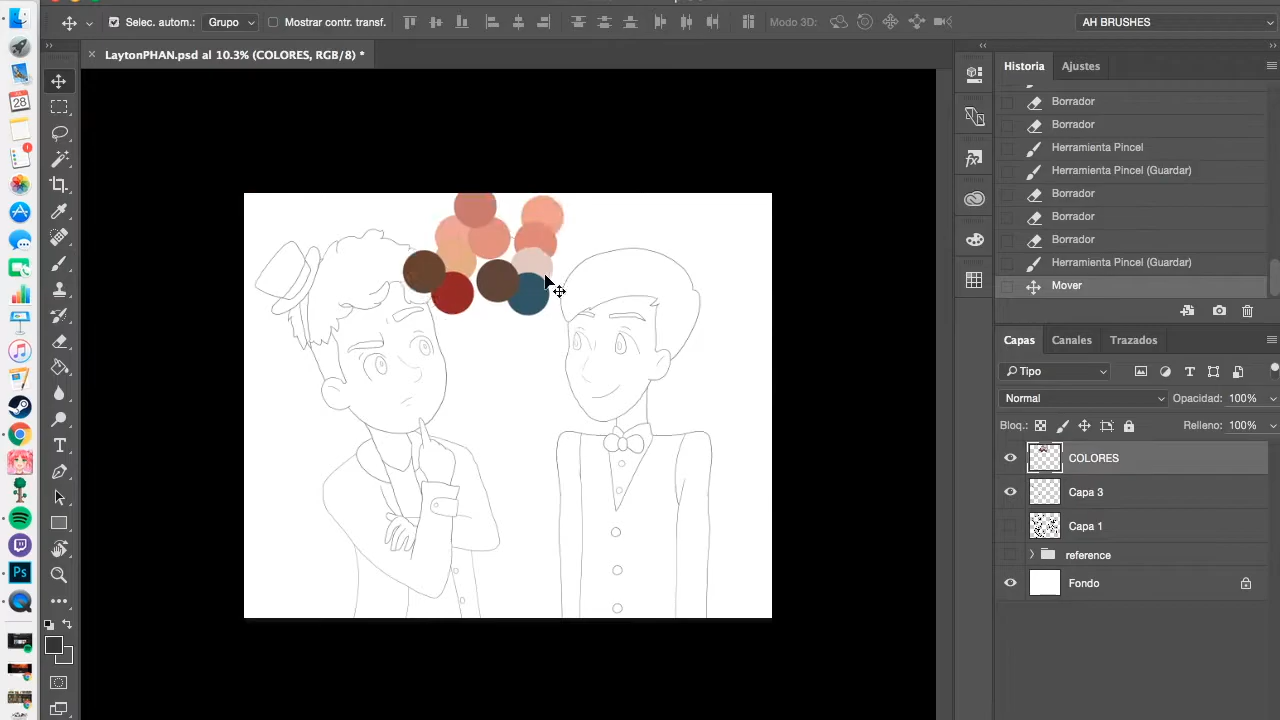 Selec. autom.: Grupo Mostrar contr. transf. Modo 3D: AH BRUSHES
× LaytonPHAN.psd al 10.3% (COLORES, RGB/8) *
Historia Ajustes
Borrador
Borrador
Herramienta Pincel
Herramienta Pincel (Guardar)
Borrador
Borrador
Borrador
Herramienta Pincel (Guardar)
Mover
Capas Canales Trazados
Tipo
Normal Opacidad: 100%
Bloq.: Relleno: 100%
COLORES
Capa 3
Capa 1
reference
Fondo
28
T
Ps